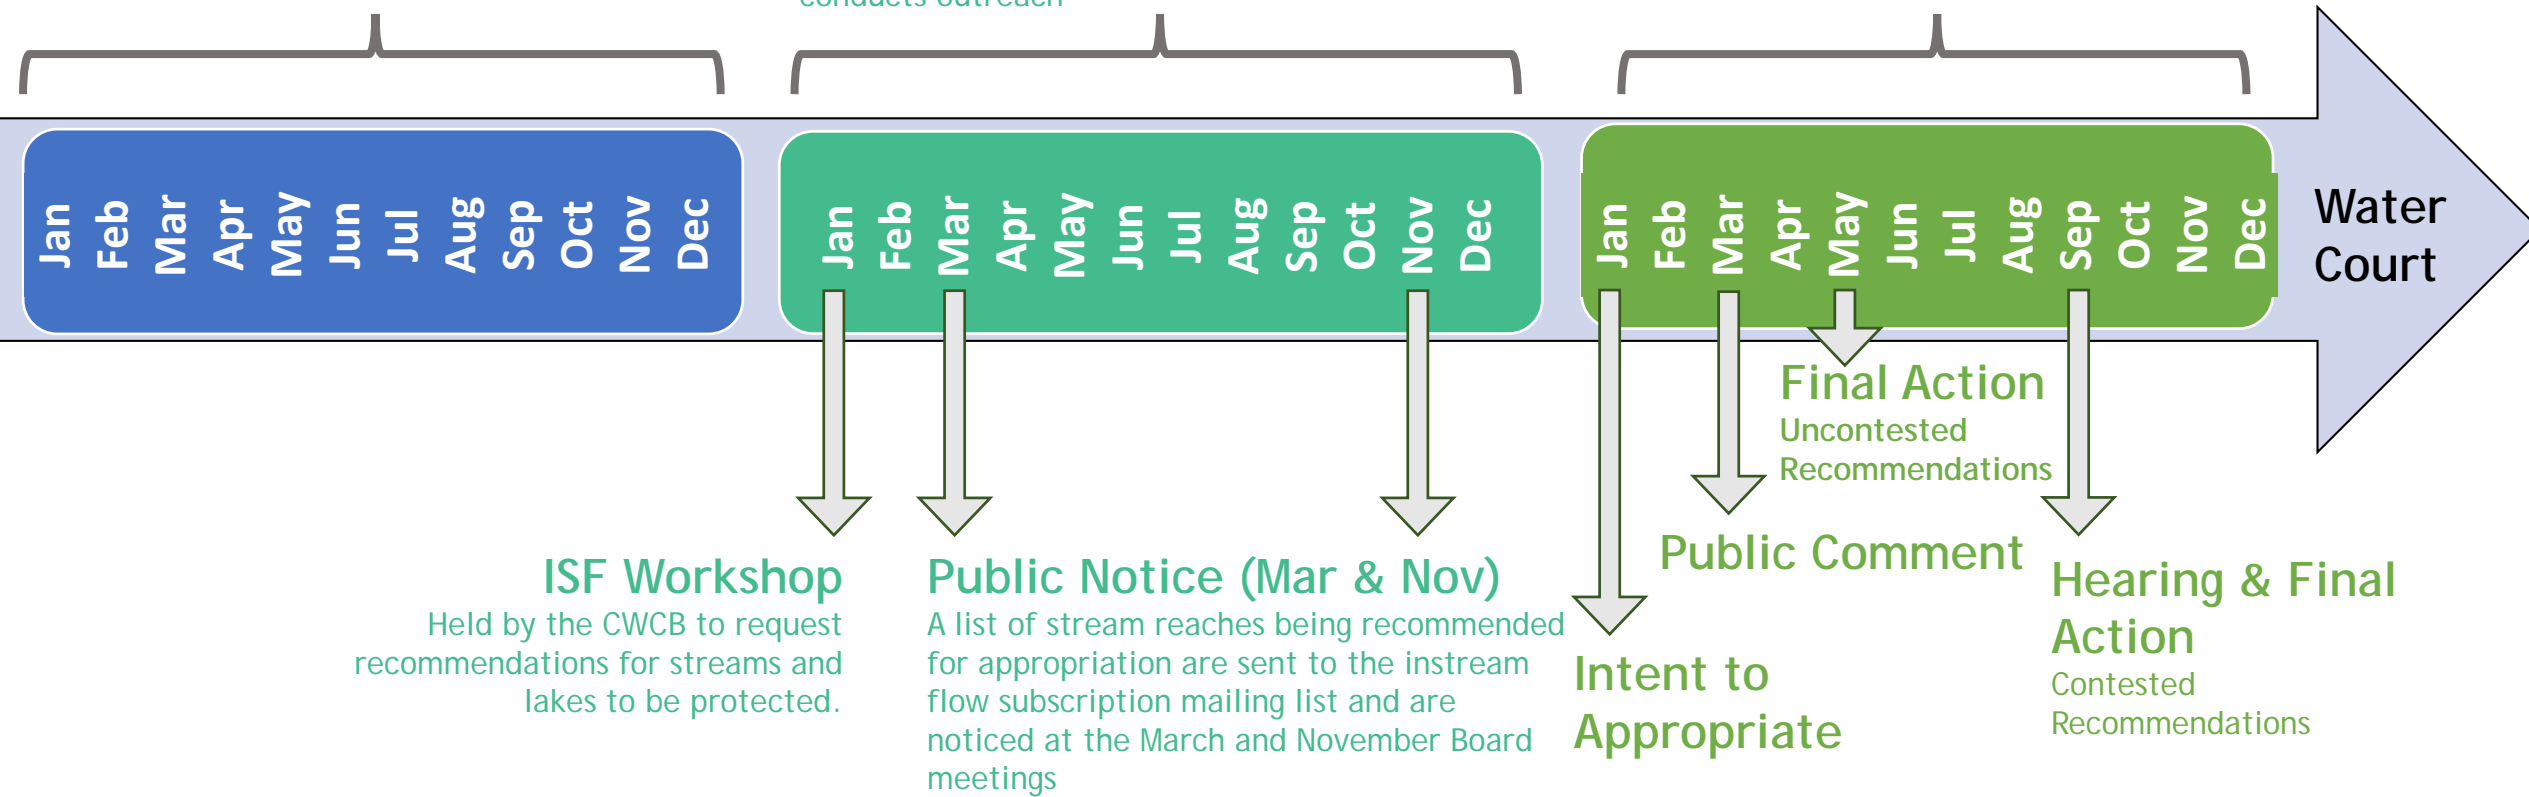 conducts outreach
Jan
Feb
Mar
Apr
May
Jun
Jul
Aug
Sep
Oct
Nov
Dec
Jan
Feb
Mar
Apr
May
Jun
Jul
Aug
Sep
Oct
Nov
Dec
Jan
Feb
Mar
Apr
May
Jun
Jul
Aug
Sep
Oct
Nov
Dec
Water
Court
ISF Workshop
Held by the CWCB to request
recommendations for streams and
lakes to be protected.
Public Notice (Mar & Nov)
A list of stream reaches being recommended
for appropriation are sent to the instream
flow subscription mailing list and are
noticed at the March and November Board
meetings
Intent to
Appropriate
Public Comment
Final Action
Uncontested
Recommendations
Hearing & Final
Action
Contested
Recommendations